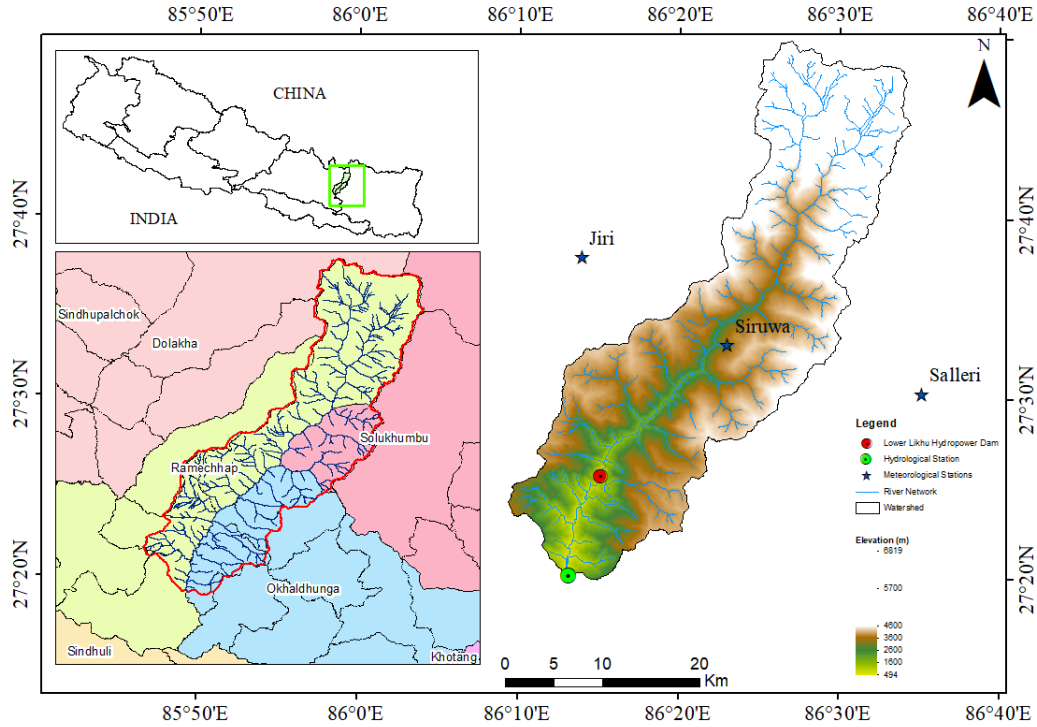 85°50'E 86°0'E 86°10'E 86°20'E 86°30'E 86°40'E
N
CHINA
INDIA
27°40'N
27°40'N
Jiri
Siruwa
Salleri
Sindhupalchok
Dolakha
Solukhumbu
Ramechhap
Okhaldhunga
Sindhuli
Khotang
27°30'N
27°30'N
27°20'N
27°20'N
Legend
Lower Likhu Hydropower Dam
Hydrological Station
Meteorological Stations
River Network
Watershed
Elevation (m)
- 6819
5700
4600
3600
2600
1600
494
0 5 10 20
Km
85°50'E 86°0'E 86°10'E 86°20'E 86°30'E 86°40'E